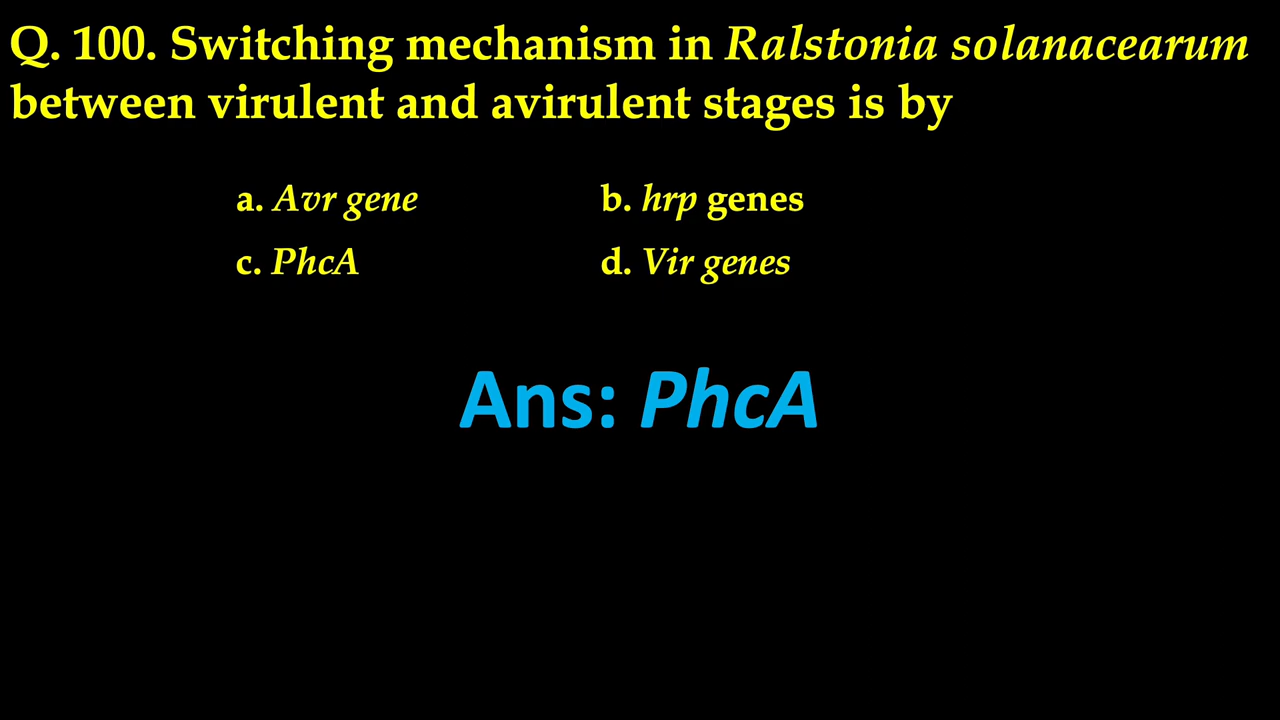 Q. 100. Switching mechanism in Ralstonia solanacearum
between virulent and avirulent stages is by
a. Avr gene b. hrp genes
c. PhcA d. Vir genes
Ans: PhcA